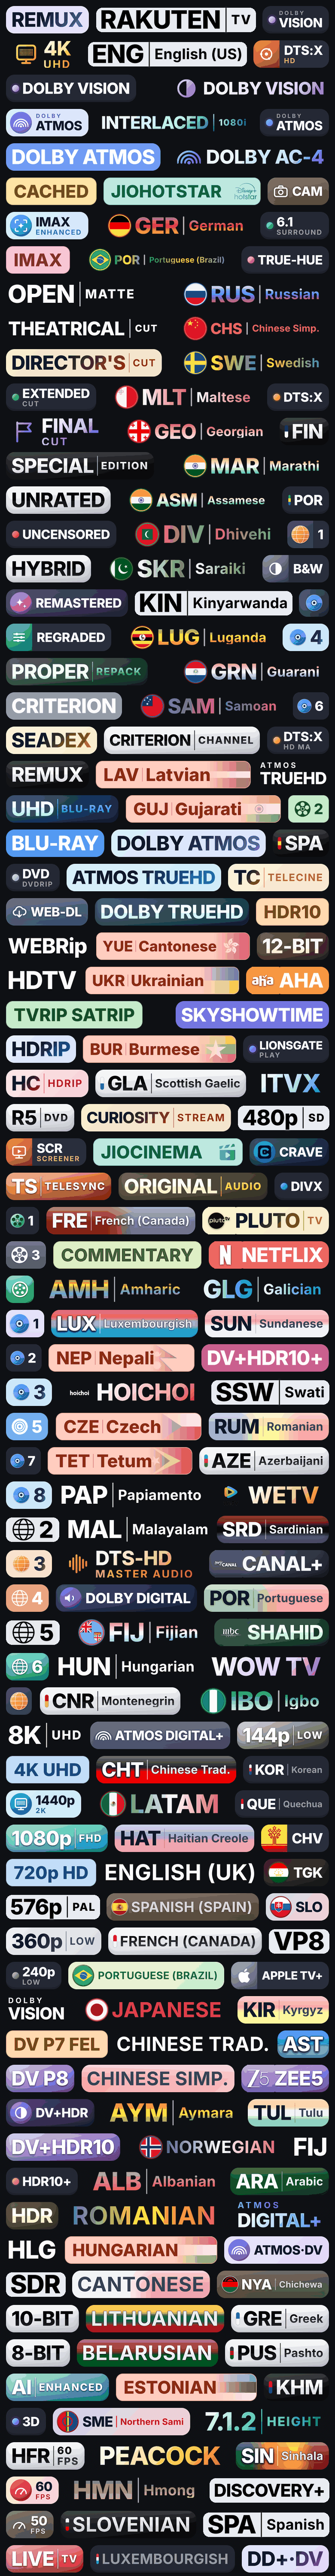 REMUX RAKUTEN TV DOLBY VISION
4K UHD ENG English (US) DTS:X HD
DOLBY VISION DOLBY VISION
DOLBY ATMOS INTERLACED 1080i DOLBY ATMOS
DOLBY ATMOS DOLBY AC-4
CACHED JIOHOTSTAR Disney+ hotstar CAM
IMAX ENHANCED GER German 6.1 SURROUND
IMAX POR Portuguese (Brazil) TRUE-HUE
OPEN MATTE RUS Russian
THEATRICAL CUT CHS Chinese Simp.
DIRECTOR'S CUT SWE Swedish
EXTENDED CUT MLT Maltese DTS:X
FINAL CUT GEO Georgian FIN
SPECIAL EDITION MAR Marathi
UNRATED ASM Assamese POR
UNCENSORED DIV Dhivehi 1
HYBRID SKR Saraiki B&W
REMASTERED KIN Kinyarwanda
REGRADED LUG Luganda 4
PROPER REPACK GRN Guarani
CRITERION SAM Samoan 6
SEADEX CRITERION CHANNEL DTS:X HD MA
REMUX LAV Latvian ATMOS TRUEHD
UHD BLU-RAY GUJ Gujarati 2
BLU-RAY DOLBY ATMOS SPA
DVD DVDRIP ATMOS TRUEHD TC TELECINE
WEB-DL DOLBY TRUEHD HDR10
WEBRip YUE Cantonese 12-BIT
HDTV UKR Ukrainian aha AHA
TVRIP SATRIP SKYSHOWTIME
HDRIP BUR Burmese LIONSGATE PLAY
HC HDRIP GLA Scottish Gaelic ITVX
R5 DVD CURIOSITY STREAM 480p SD
SCR SCREENER JIOCINEMA CRAVE
TS TELESYNC ORIGINAL AUDIO DIVX
1 FRE French (Canada) pluto tv PLUTO TV
3 COMMENTARY N NETFLIX
AMH Amharic GLG Galician
1 LUX Luxembourgish SUN Sundanese
2 NEP Nepali DV+HDR10+
3 hoichoi HOICHOI SSW Swati
5 CZE Czech RUM Romanian
7 TET Tetum AZE Azerbaijani
8 PAP Papiamento WETV
2 MAL Malayalam SRD Sardinian
3 DTS-HD MASTER AUDIO CANAL+
4 DOLBY DIGITAL POR Portuguese
5 FIJ Fijian mbc SHAHID
6 HUN Hungarian WOW TV
CNR Montenegrin IBO Igbo
8K UHD ATMOS DIGITAL+ 144p LOW
4K UHD CHT Chinese Trad. KOR Korean
1440p 2K LATAM QUE Quechua
1080p FHD HAT Haitian Creole CHV
720p HD ENGLISH (UK) TGK
576p PAL SPANISH (SPAIN) SLO
360p LOW FRENCH (CANADA) VP8
240p LOW PORTUGUESE (BRAZIL) APPLE TV+
DOLBY VISION JAPANESE KIR Kyrgyz
DV P7 FEL CHINESE TRAD. AST
DV P8 CHINESE SIMP. Z5 ZEE5
DV+HDR AYM Aymara TUL Tulu
DV+HDR10 NORWEGIAN FIJ
HDR10+ ALB Albanian ARA Arabic
HDR ROMANIAN ATMOS DIGITAL+
HLG HUNGARIAN ATMOS·DV
SDR CANTONESE NYA Chichewa
10-BIT LITHUANIAN GRE Greek
8-BIT BELARUSIAN PUS Pashto
AI ENHANCED ESTONIAN KHM
3D SME Northern Sami 7.1.2 HEIGHT
HFR 60 FPS PEACOCK SIN Sinhala
60 FPS HMN Hmong DISCOVERY+
50 FPS SLOVENIAN SPA Spanish
LIVE TV LUXEMBOURGISH DD+·DV